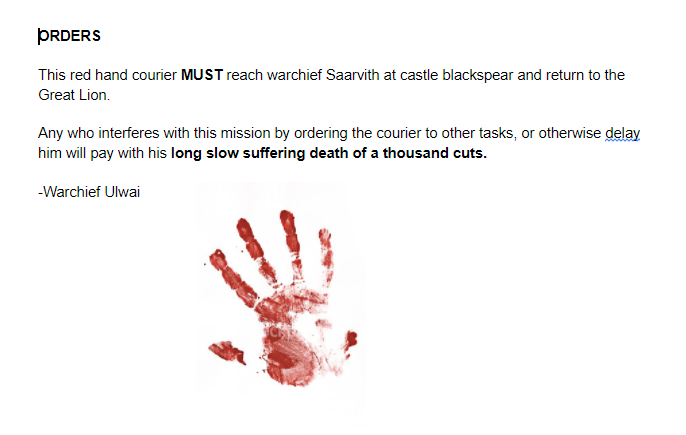 ORDERS
This red hand courier MUST reach warchief Saarvith at castle blackspear and return to the
Great Lion.
Any who interferes with this mission by ordering the courier to other tasks, or otherwise delay
him will pay with his long slow suffering death of a thousand cuts.
-Warchief Ulwai